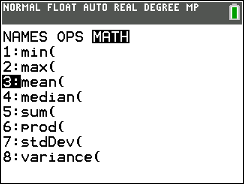 NORMAL FLOAT AUTO REAL DEGREE MP
NAMES OPS MATH
1:min(
2:max(
3:mean(
4:median(
5:sum(
6:prod(
7:stdDev(
8:variance(